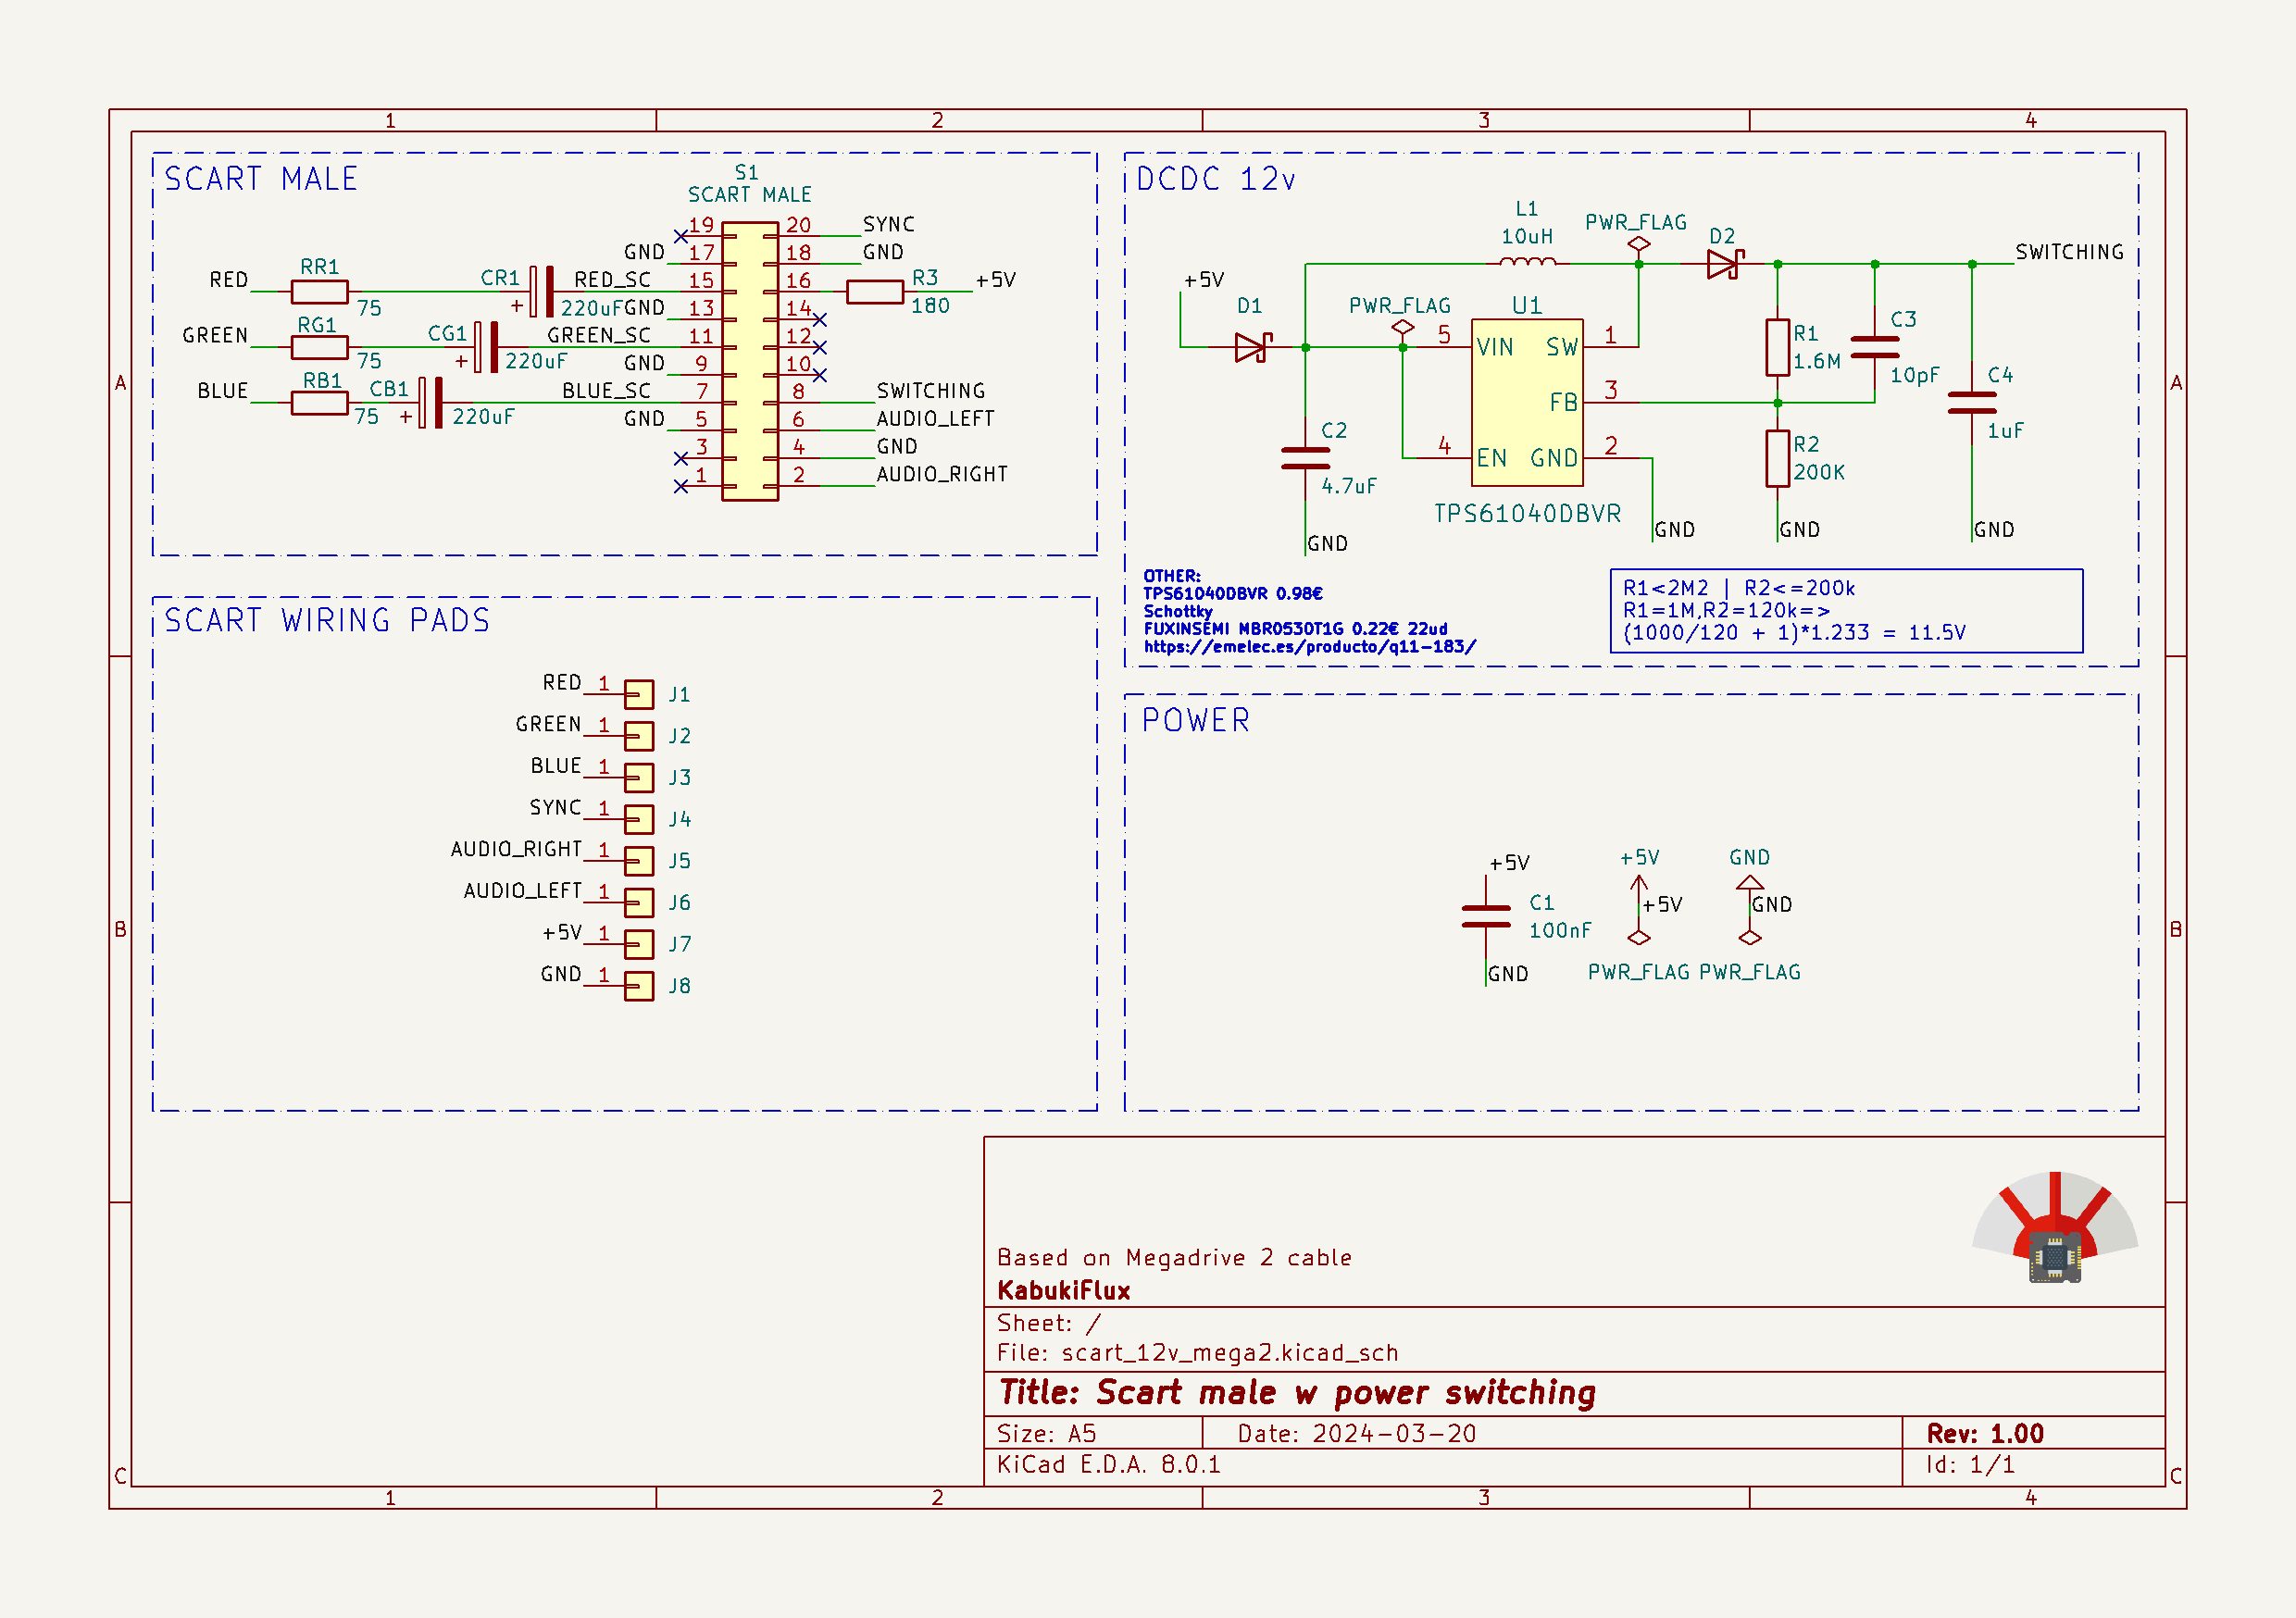 1
2
3
4
A
B
C
SCART MALE
S1
SCART MALE
RED
RR1
75
CR1
+
220uF
RED_SC
GREEN
RG1
75
CG1
+
220uF
GREEN_SC
BLUE
RB1
75
CB1
+
220uF
BLUE_SC
GND
GND
GND
GND
19
17
15
13
11
9
7
5
3
1
20
18
16
14
12
10
8
6
4
2
SYNC
GND
R3
180
+5V
SWITCHING
AUDIO_LEFT
GND
AUDIO_RIGHT
DCDC 12v
+5V
D1
C2
4.7uF
GND
L1
10uH
PWR_FLAG
D2
SWITCHING
PWR_FLAG
U1
5
VIN
SW
1
FB
3
4
EN
GND
2
TPS61040DBVR
GND
R1
1.6M
C3
10pF
R2
200K
GND
C4
1uF
GND
OTHER:
TPS61040DBVR 0.98€
Schottky
FUXINSEMI MBR0530T1G 0.22€ 22ud
https://emelec.es/producto/q11-183/
R1<2M2 | R2<=200k
R1=1M,R2=120k=>
(1000/120 + 1)*1.233 = 11.5V
SCART WIRING PADS
RED 1 J1
GREEN 1 J2
BLUE 1 J3
SYNC 1 J4
AUDIO_RIGHT 1 J5
AUDIO_LEFT 1 J6
+5V 1 J7
GND 1 J8
POWER
+5V
C1
100nF
GND
+5V
+5V
PWR_FLAG
GND
GND
PWR_FLAG
Based on Megadrive 2 cable
KabukiFlux
Sheet: /
File: scart_12v_mega2.kicad_sch
Title: Scart male w power switching
Size: A5
Date: 2024-03-20
Rev: 1.00
KiCad E.D.A. 8.0.1
Id: 1/1
A
B
C
1
2
3
4